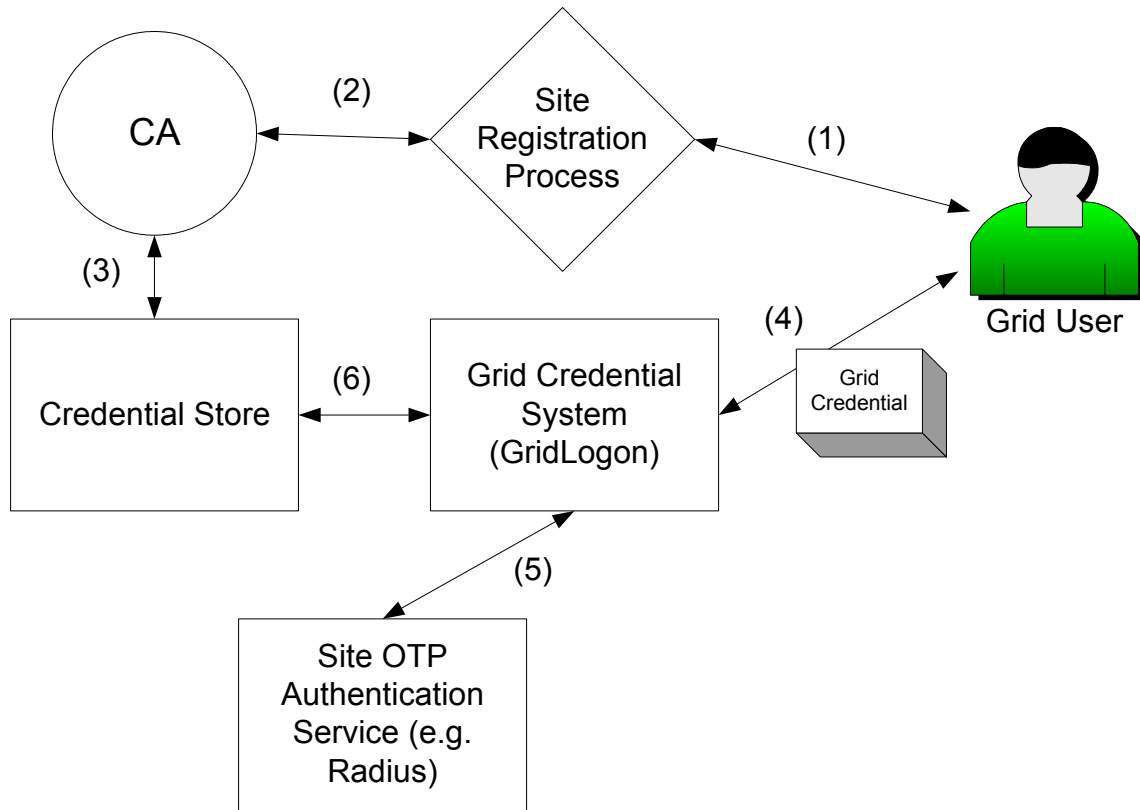 CA
(2)
Site
Registration
Process
(1)
Grid User
(3)
(4)
Grid
Credential
Credential Store
(6)
Grid Credential
System
(GridLogon)
(5)
Site OTP
Authentication
Service (e.g.
Radius)